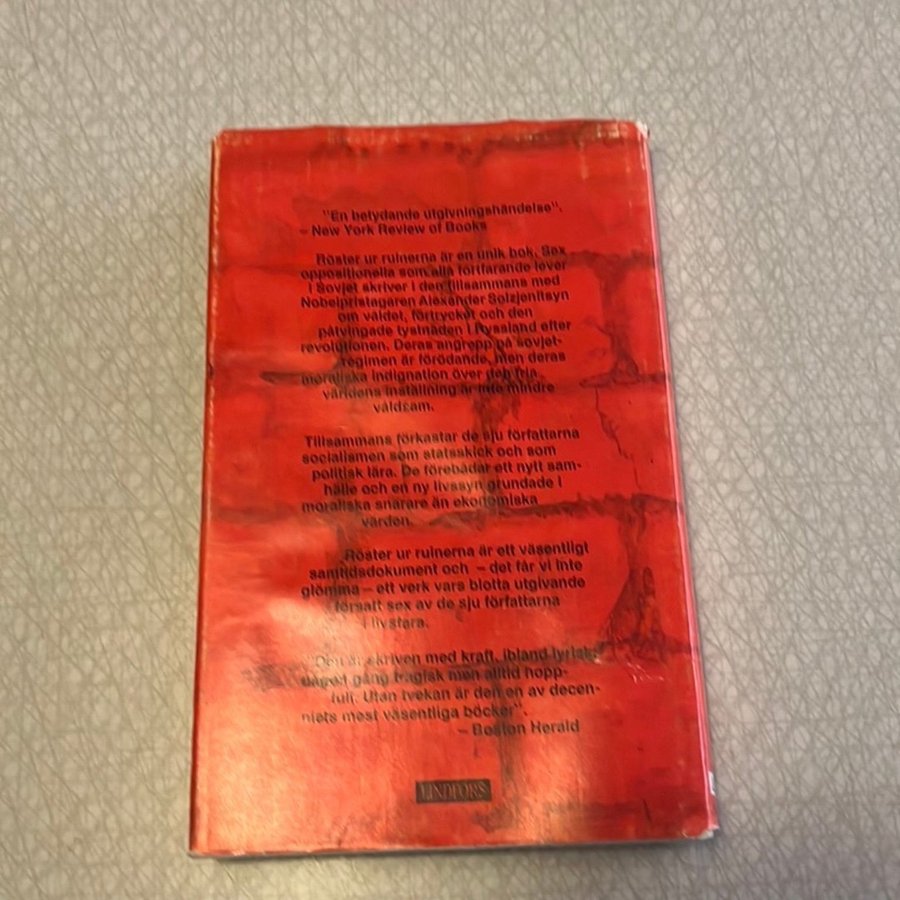 "En betydande utgivningshändelse".
– New York Review of Books
Röster ur ruinerna är en unik bok. Sex
oppositionella som alla fortfarande lever
i Sovjet skriver i den tillsammans med
Nobelpristagaren Alexander Solzjenitsyn
om våldet, förtrycket och den
påtvingade tystnaden i Ryssland efter
revolutionen. Deras angrepp på sovjet-
regimen är förödande, men deras
moraliska indignation över den fria
världens inställning är inte mindre
våldsam.
Tillsammans förkastar de sju författarna
socialismen som statsskick och som
politisk lära. De förebådar ett nytt sam-
hälle och en ny livssyn grundade i
moraliska snarare än ekonomiska
värden.
Röster ur ruinerna är ett väsentligt
samtidsdokument och – det får vi inte
glömma – ett verk vars blotta utgivande
försatt sex av de sju författarna
i livsfara.
"Den är skriven med kraft, ibland lyrisk,
någon gång tragisk men alltid hopp-
full. Utan tvekan är den en av decen-
niets mest väsentliga böcker".
– Boston Herald
LINDFORS